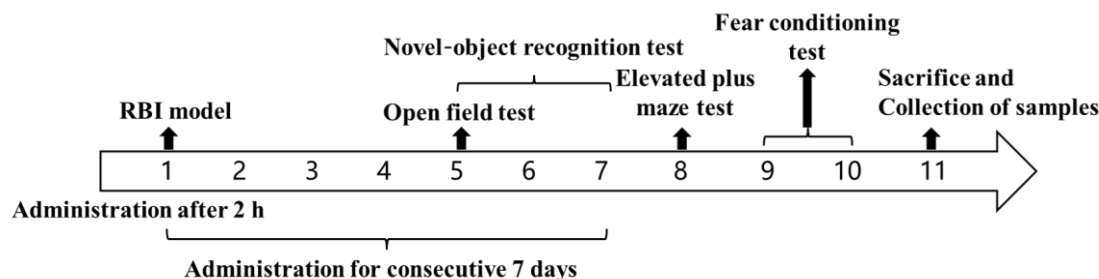 Fear conditioning
test
Novel-object recognition test
Elevated plus
maze test
Sacrifice and
Collection of samples
RBI model
Open field test
1 2 3 4 5 6 7 8 9 10 11
Administration after 2 h
Administration for consecutive 7 days